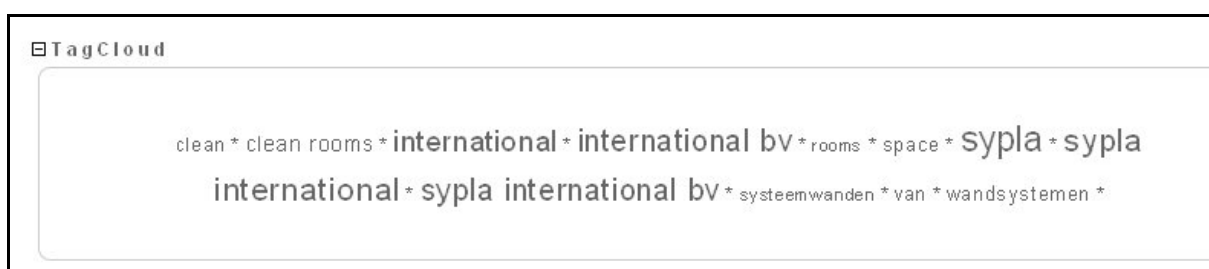 TagCloud
clean * clean rooms * international * international bv * rooms * space * sypla * sypla
international * sypla international bv * systeemwanden * van * wandsystemen *